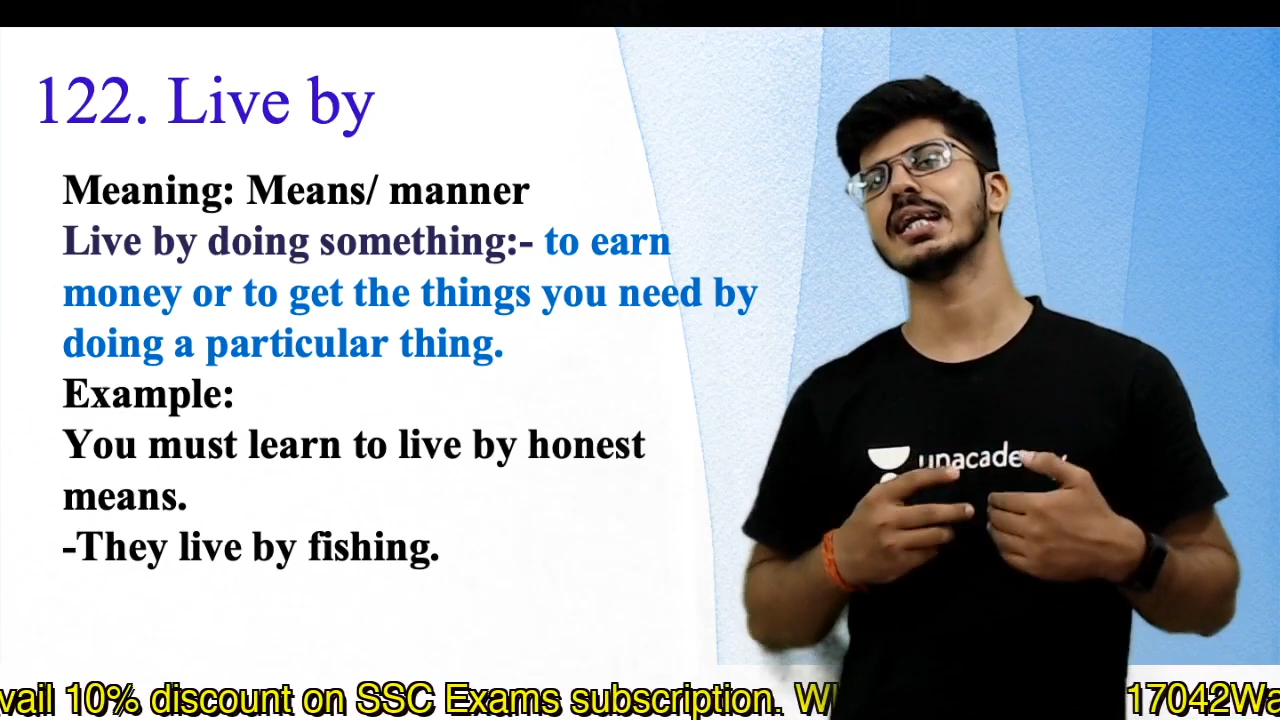 122. Live by
Meaning: Means/ manner
Live by doing something:- to earn
money or to get the things you need by
doing a particular thing.
Example:
You must learn to live by honest
means.
-They live by fishing.
unacademy
vail 10% discount on SSC Exams subscription. 17042Wa